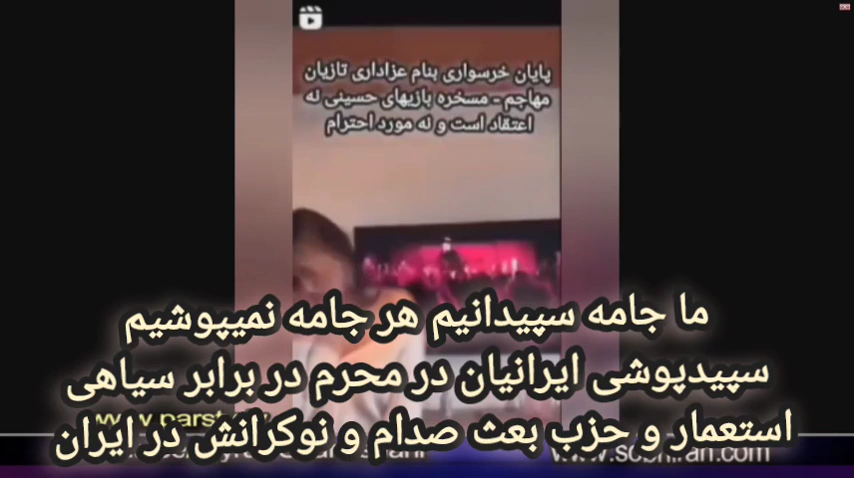 پایان خرسواری بنام عزاداری تازیان
مهاجم - مسخره بازیهای حسینی نه
اعتقاد است و نه مورد احترام
ما جامه سپیدانیم هر جامه نمیپوشیم
سپیدپوشی ایرانیان در محرم در برابر سیاهی
استعمار و حزب بعث صدام و نوکرانش در ایران